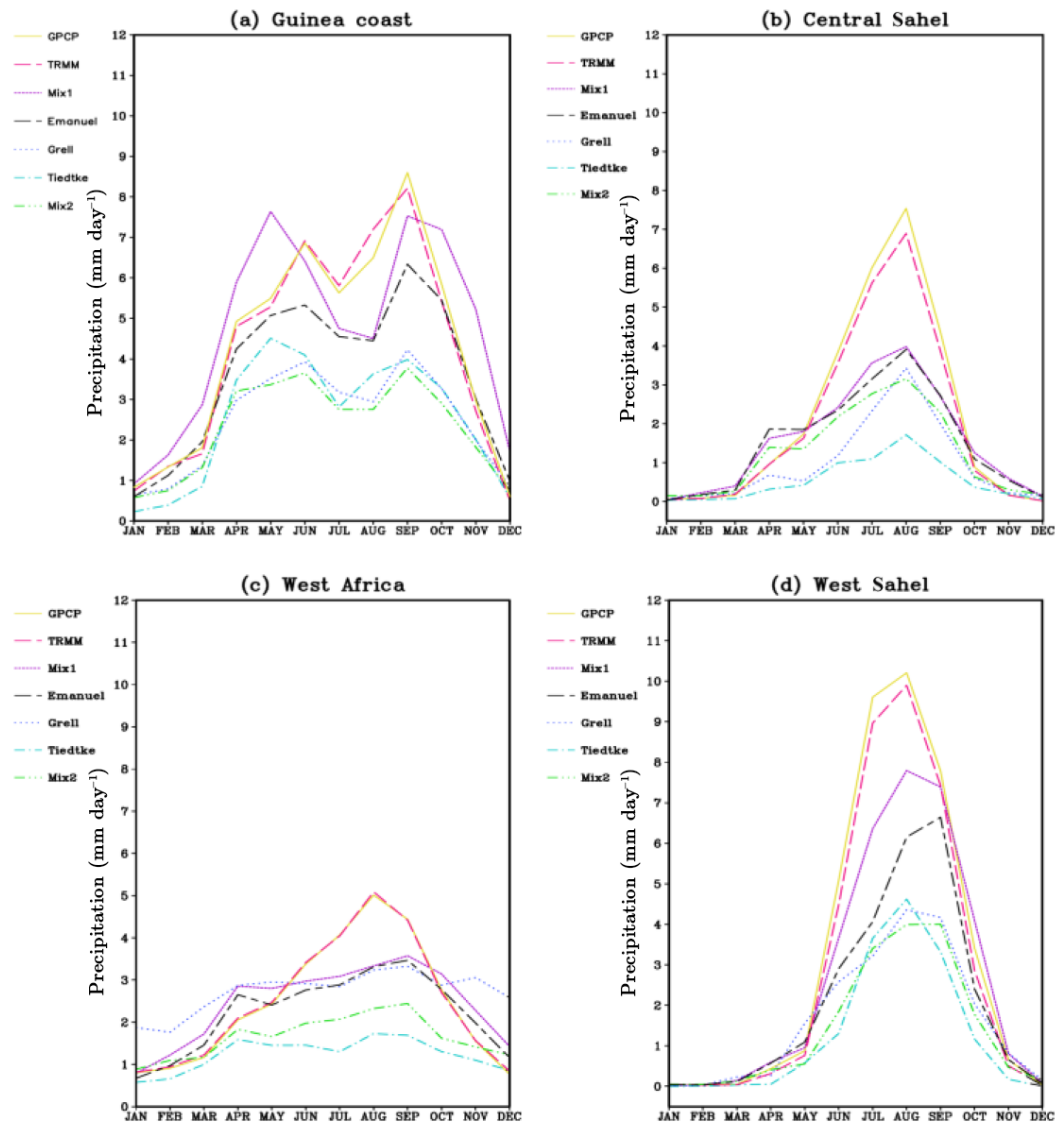 (a) Guinea coast
GPCP
TRMM
Mix1
Emanuel
Grell
Tiedtke
Mix2
Precipitation (mm day⁻¹)
12
11
10
9
8
7
6
5
4
3
2
1
0
JAN FEB MAR APR MAY JUN JUL AUG SEP OCT NOV DEC
(b) Central Sahel
GPCP
TRMM
Mix1
Emanuel
Grell
Tiedtke
Mix2
Precipitation (mm day⁻¹)
12
11
10
9
8
7
6
5
4
3
2
1
0
JAN FEB MAR APR MAY JUN JUL AUG SEP OCT NOV DEC
(c) West Africa
GPCP
TRMM
Mix1
Emanuel
Grell
Tiedtke
Mix2
Precipitation (mm day⁻¹)
12
11
10
9
8
7
6
5
4
3
2
1
0
JAN FEB MAR APR MAY JUN JUL AUG SEP OCT NOV DEC
(d) West Sahel
GPCP
TRMM
Mix1
Emanuel
Grell
Tiedtke
Mix2
Precipitation (mm day⁻¹)
12
11
10
9
8
7
6
5
4
3
2
1
0
JAN FEB MAR APR MAY JUN JUL AUG SEP OCT NOV DEC